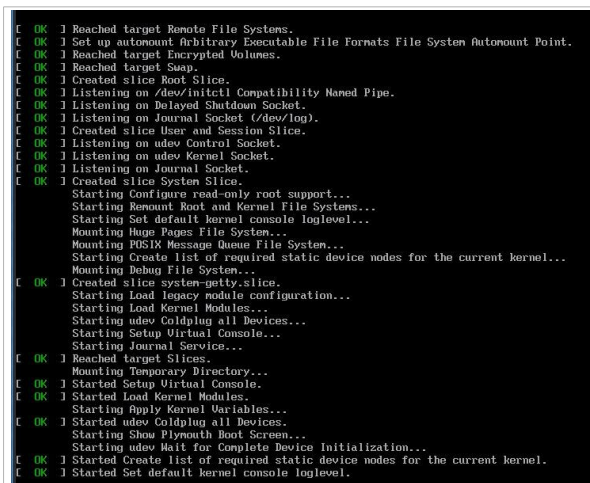 [  OK  ] Reached target Remote File Systems.
[  OK  ] Set up automount Arbitrary Executable File Formats File System Automount Point.
[  OK  ] Reached target Encrypted Volumes.
[  OK  ] Reached target Swap.
[  OK  ] Created slice Root Slice.
[  OK  ] Listening on /dev/initctl Compatibility Named Pipe.
[  OK  ] Listening on Delayed Shutdown Socket.
[  OK  ] Listening on Journal Socket (/dev/log).
[  OK  ] Created slice User and Session Slice.
[  OK  ] Listening on udev Control Socket.
[  OK  ] Listening on udev Kernel Socket.
[  OK  ] Listening on Journal Socket.
[  OK  ] Created slice System Slice.
Starting Configure read-only root support...
Starting Remount Root and Kernel File Systems...
Starting Set default kernel console loglevel...
Mounting Huge Pages File System...
Mounting POSIX Message Queue File System...
Starting Create list of required static device nodes for the current kernel...
Mounting Debug File System...
[  OK  ] Created slice system-getty.slice.
Starting Load legacy module configuration...
Starting Load Kernel Modules...
Starting udev Coldplug all Devices...
Starting Setup Virtual Console...
Starting Journal Service...
[  OK  ] Reached target Slices.
Mounting Temporary Directory...
[  OK  ] Started Setup Virtual Console.
[  OK  ] Started Load Kernel Modules.
Starting Apply Kernel Variables...
[  OK  ] Started udev Coldplug all Devices.
Starting Show Plymouth Boot Screen...
Starting udev Wait for Complete Device Initialization...
[  OK  ] Started Create list of required static device nodes for the current kernel.
[  OK  ] Started Set default kernel console loglevel.